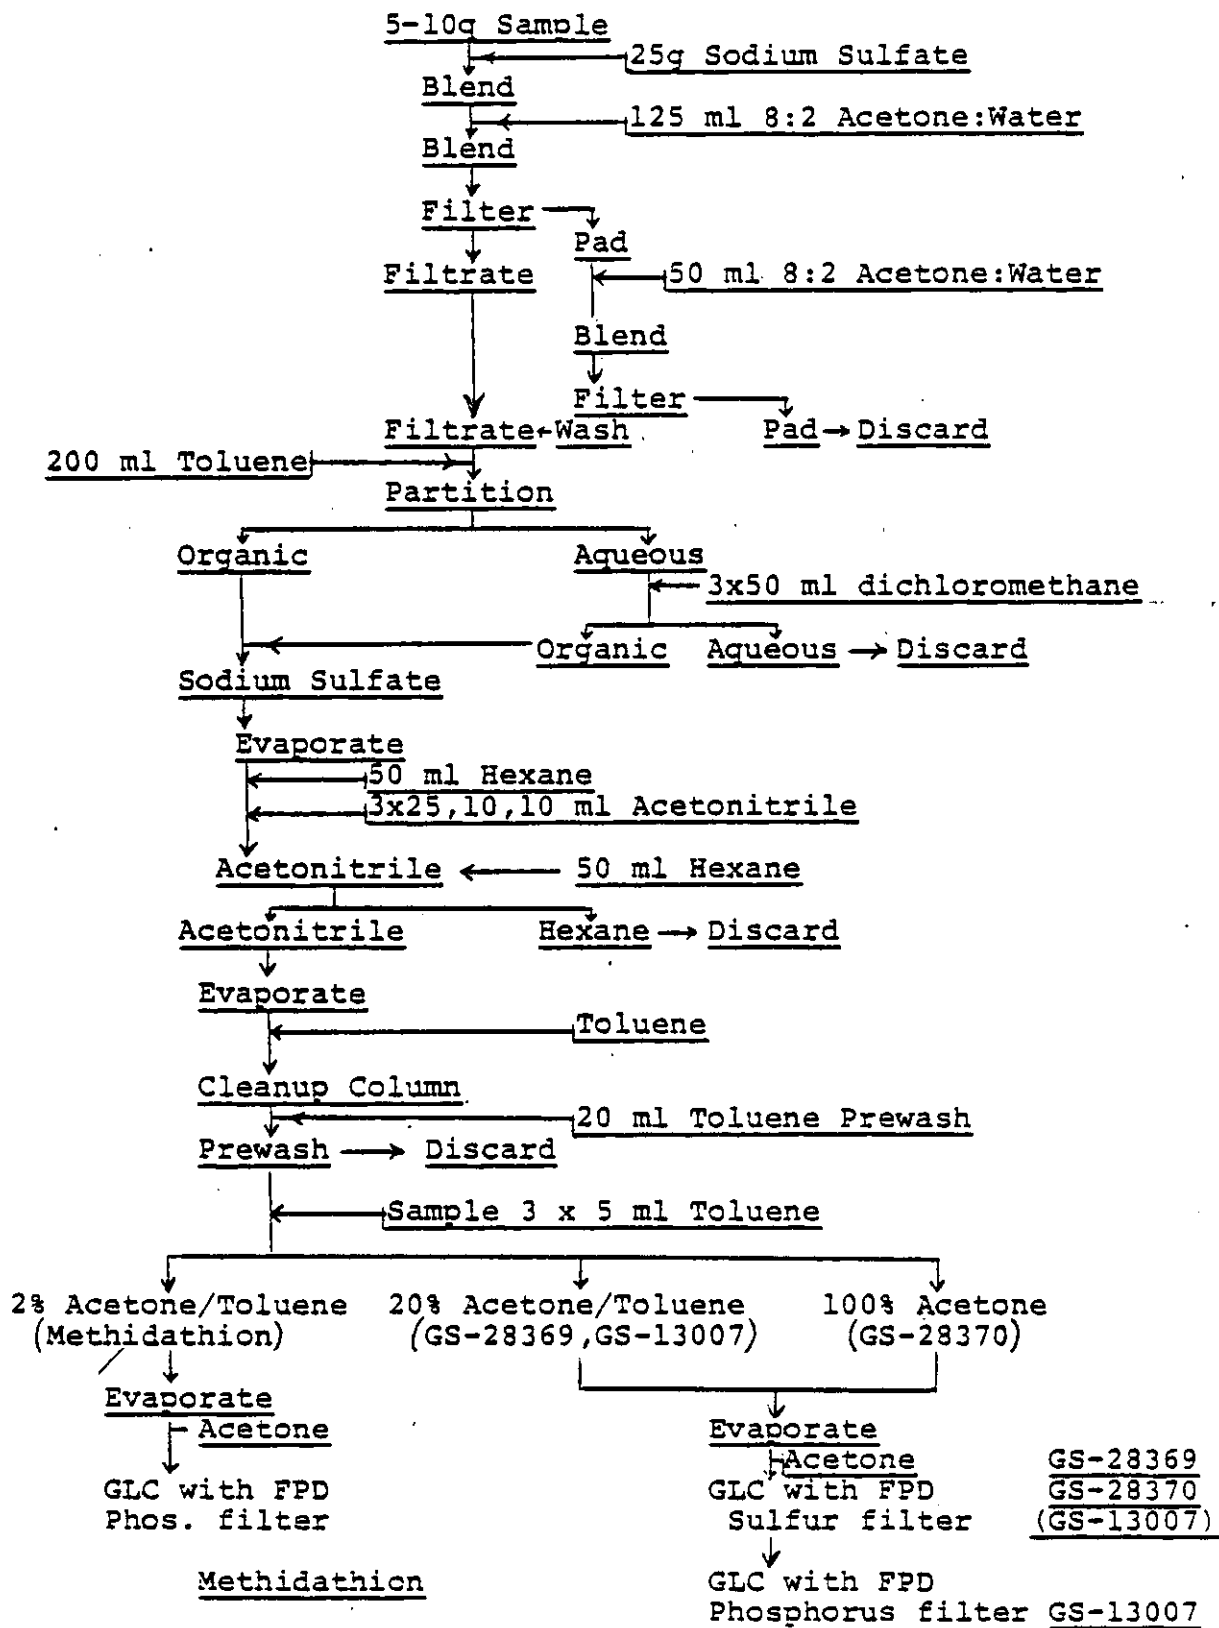 5-10g Sample
25g Sodium Sulfate
Blend
125 ml 8:2 Acetone:Water
Blend
Filter
Pad
Filtrate
50 ml 8:2 Acetone:Water
Blend
Filter
Filtrate Wash
Pad Discard
200 ml Toluene
Partition
Organic Aqueous
3x50 ml dichloromethane
Organic Aqueous Discard
Sodium Sulfate
Evaporate
50 ml Hexane
3x25,10,10 ml Acetonitrile
Acetonitrile 50 ml Hexane
Acetonitrile Hexane Discard
Evaporate
Toluene
Cleanup Column
20 ml Toluene Prewash
Prewash Discard
Sample 3 x 5 ml Toluene
2% Acetone/Toluene 20% Acetone/Toluene 100% Acetone
(Methidathion) (GS-28369,GS-13007) (GS-28370)
Evaporate
Acetone
Evaporate
Acetone GS-28369
GLC with FPD GLC with FPD GS-28370
Phos. filter Sulfur filter (GS-13007)
Methidathion GLC with FPD
Phosphorus filter GS-13007